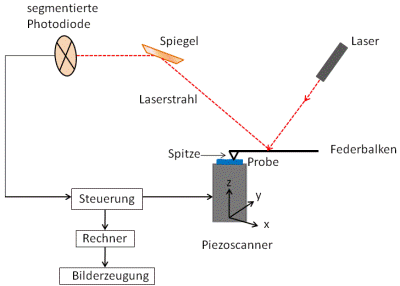 segmentierte
Photodiode
Spiegel
Laser
Laserstrahl
Spitze
Probe
Federbalken
z
y
x
Steuerung
Rechner
Piezoscanner
Bilderzeugung